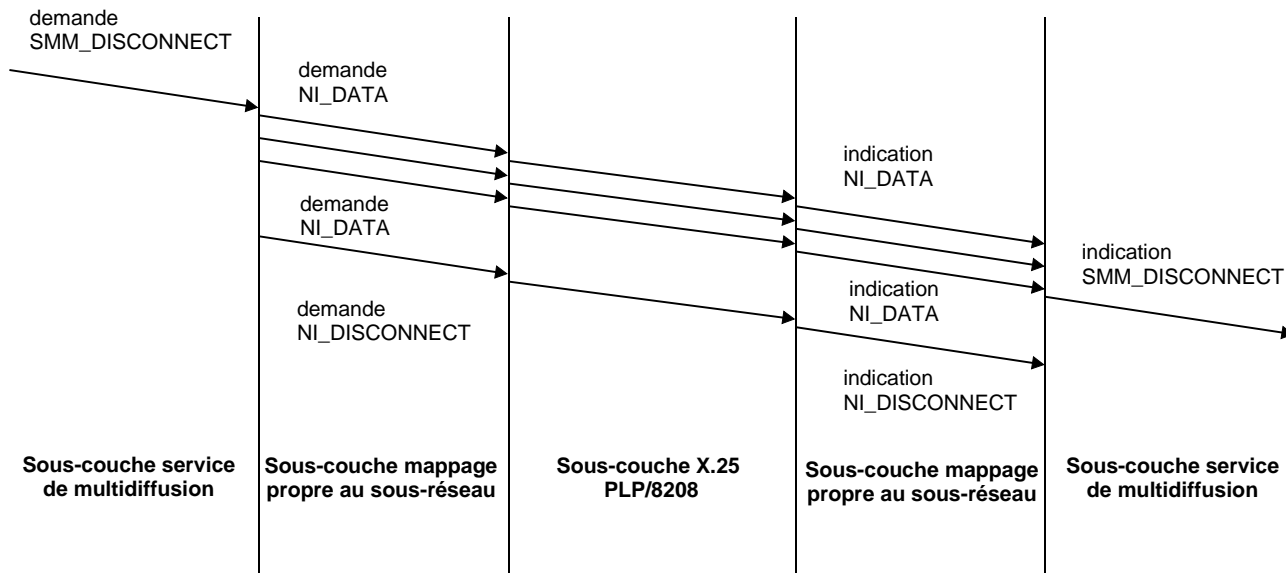 demande
SMM_DISCONNECT
demande
NI_DATA
indication
NI_DATA
demande
NI_DATA
indication
SMM_DISCONNECT
demande
NI_DISCONNECT
indication
NI_DATA
indication
NI_DISCONNECT
Sous-couche service
de multidiffusion
Sous-couche mappage
propre au sous-réseau
Sous-couche X.25
PLP/8208
Sous-couche mappage
propre au sous-réseau
Sous-couche service
de multidiffusion